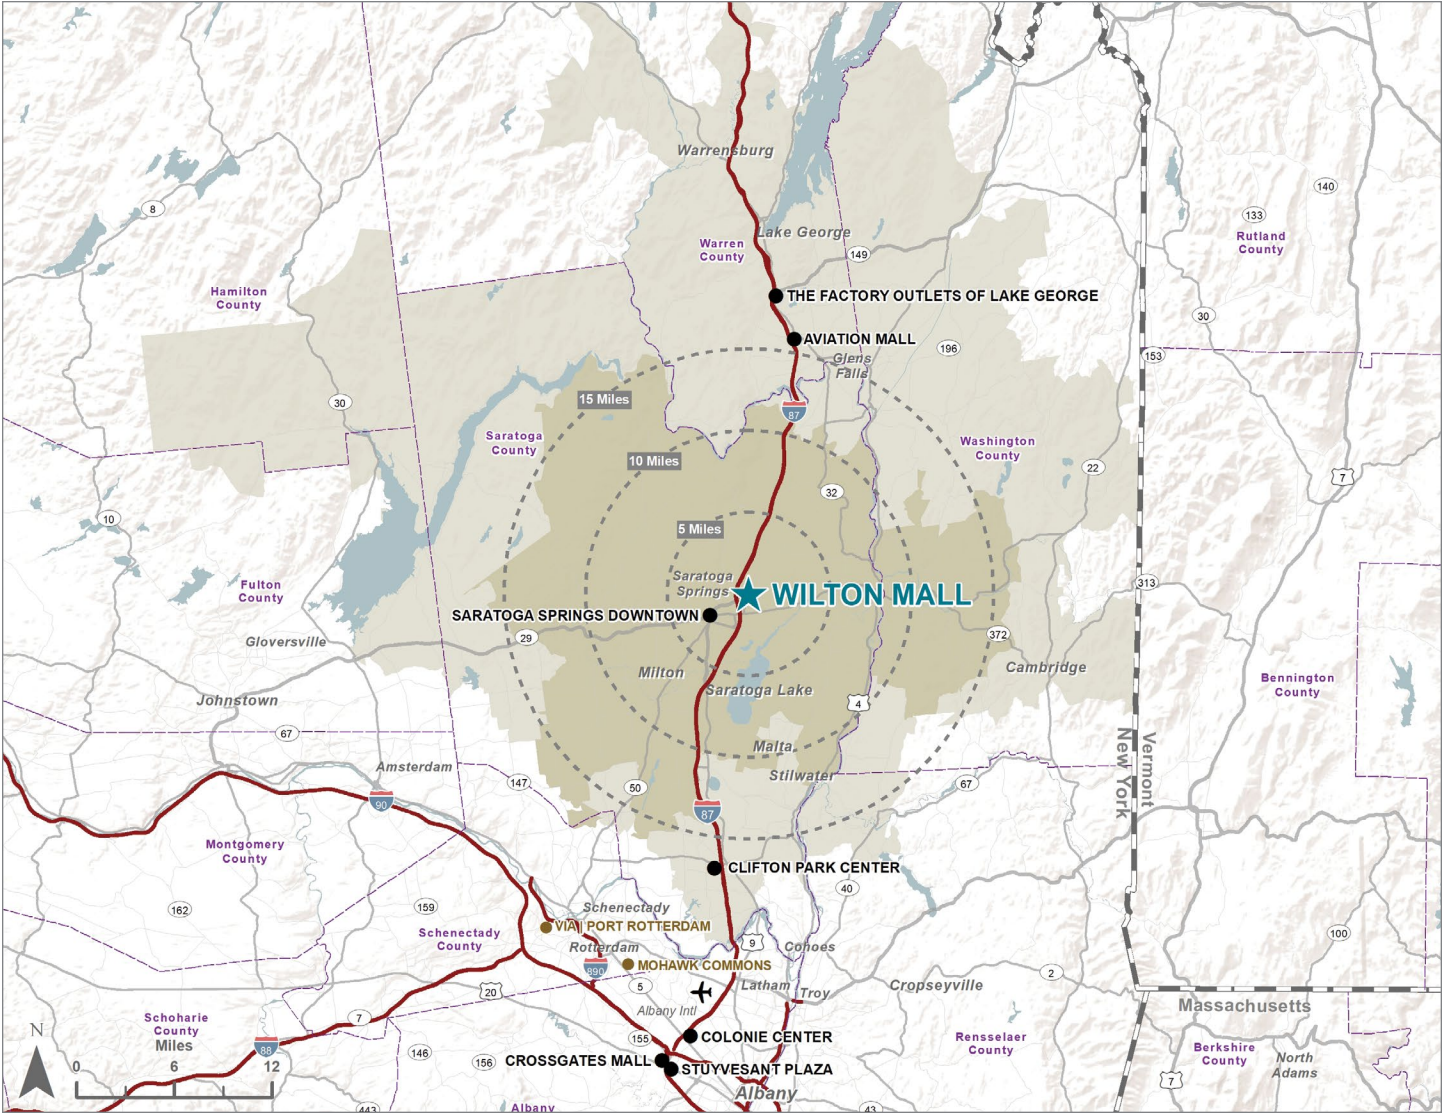 Warrensburg
140
8
133
Rutland
County
Lake George
Warren
County
149
Hamilton
County
THE FACTORY OUTLETS OF LAKE GEORGE
30
AVIATION MALL
196
153
Glens
Falls
15 Miles
30
87
Saratoga
County
Washington
County
10 Miles
22
7
32
10
5 Miles
Saratoga
Springs
WILTON MALL
313
Fulton
County
SARATOGA SPRINGS DOWNTOWN
29
372
Gloversville
Milton
Cambridge
Saratoga Lake
Bennington
County
Johnstown
4
67
Malta
Vermont
New York
Amsterdam
Stilwater
147
50
67
90
87
Montgomery
County
CLIFTON PARK CENTER
40
162
159
Schenectady
VIA | PORT ROTTERDAM
Schenectady
County
Rotterdam
9
Cohoes
100
890
MOHAWK COMMONS
2
5
20
Latham
Troy
Cropseyville
Albany Intl
Massachusetts
Schoharie
County
7
N
Miles
88
155
COLONIE CENTER
Rensselaer
County
Berkshire
County
North
Adams
146
156
CROSSGATES MALL
STUYVESANT PLAZA
0 6 12
7
Albany
443
Albany
43